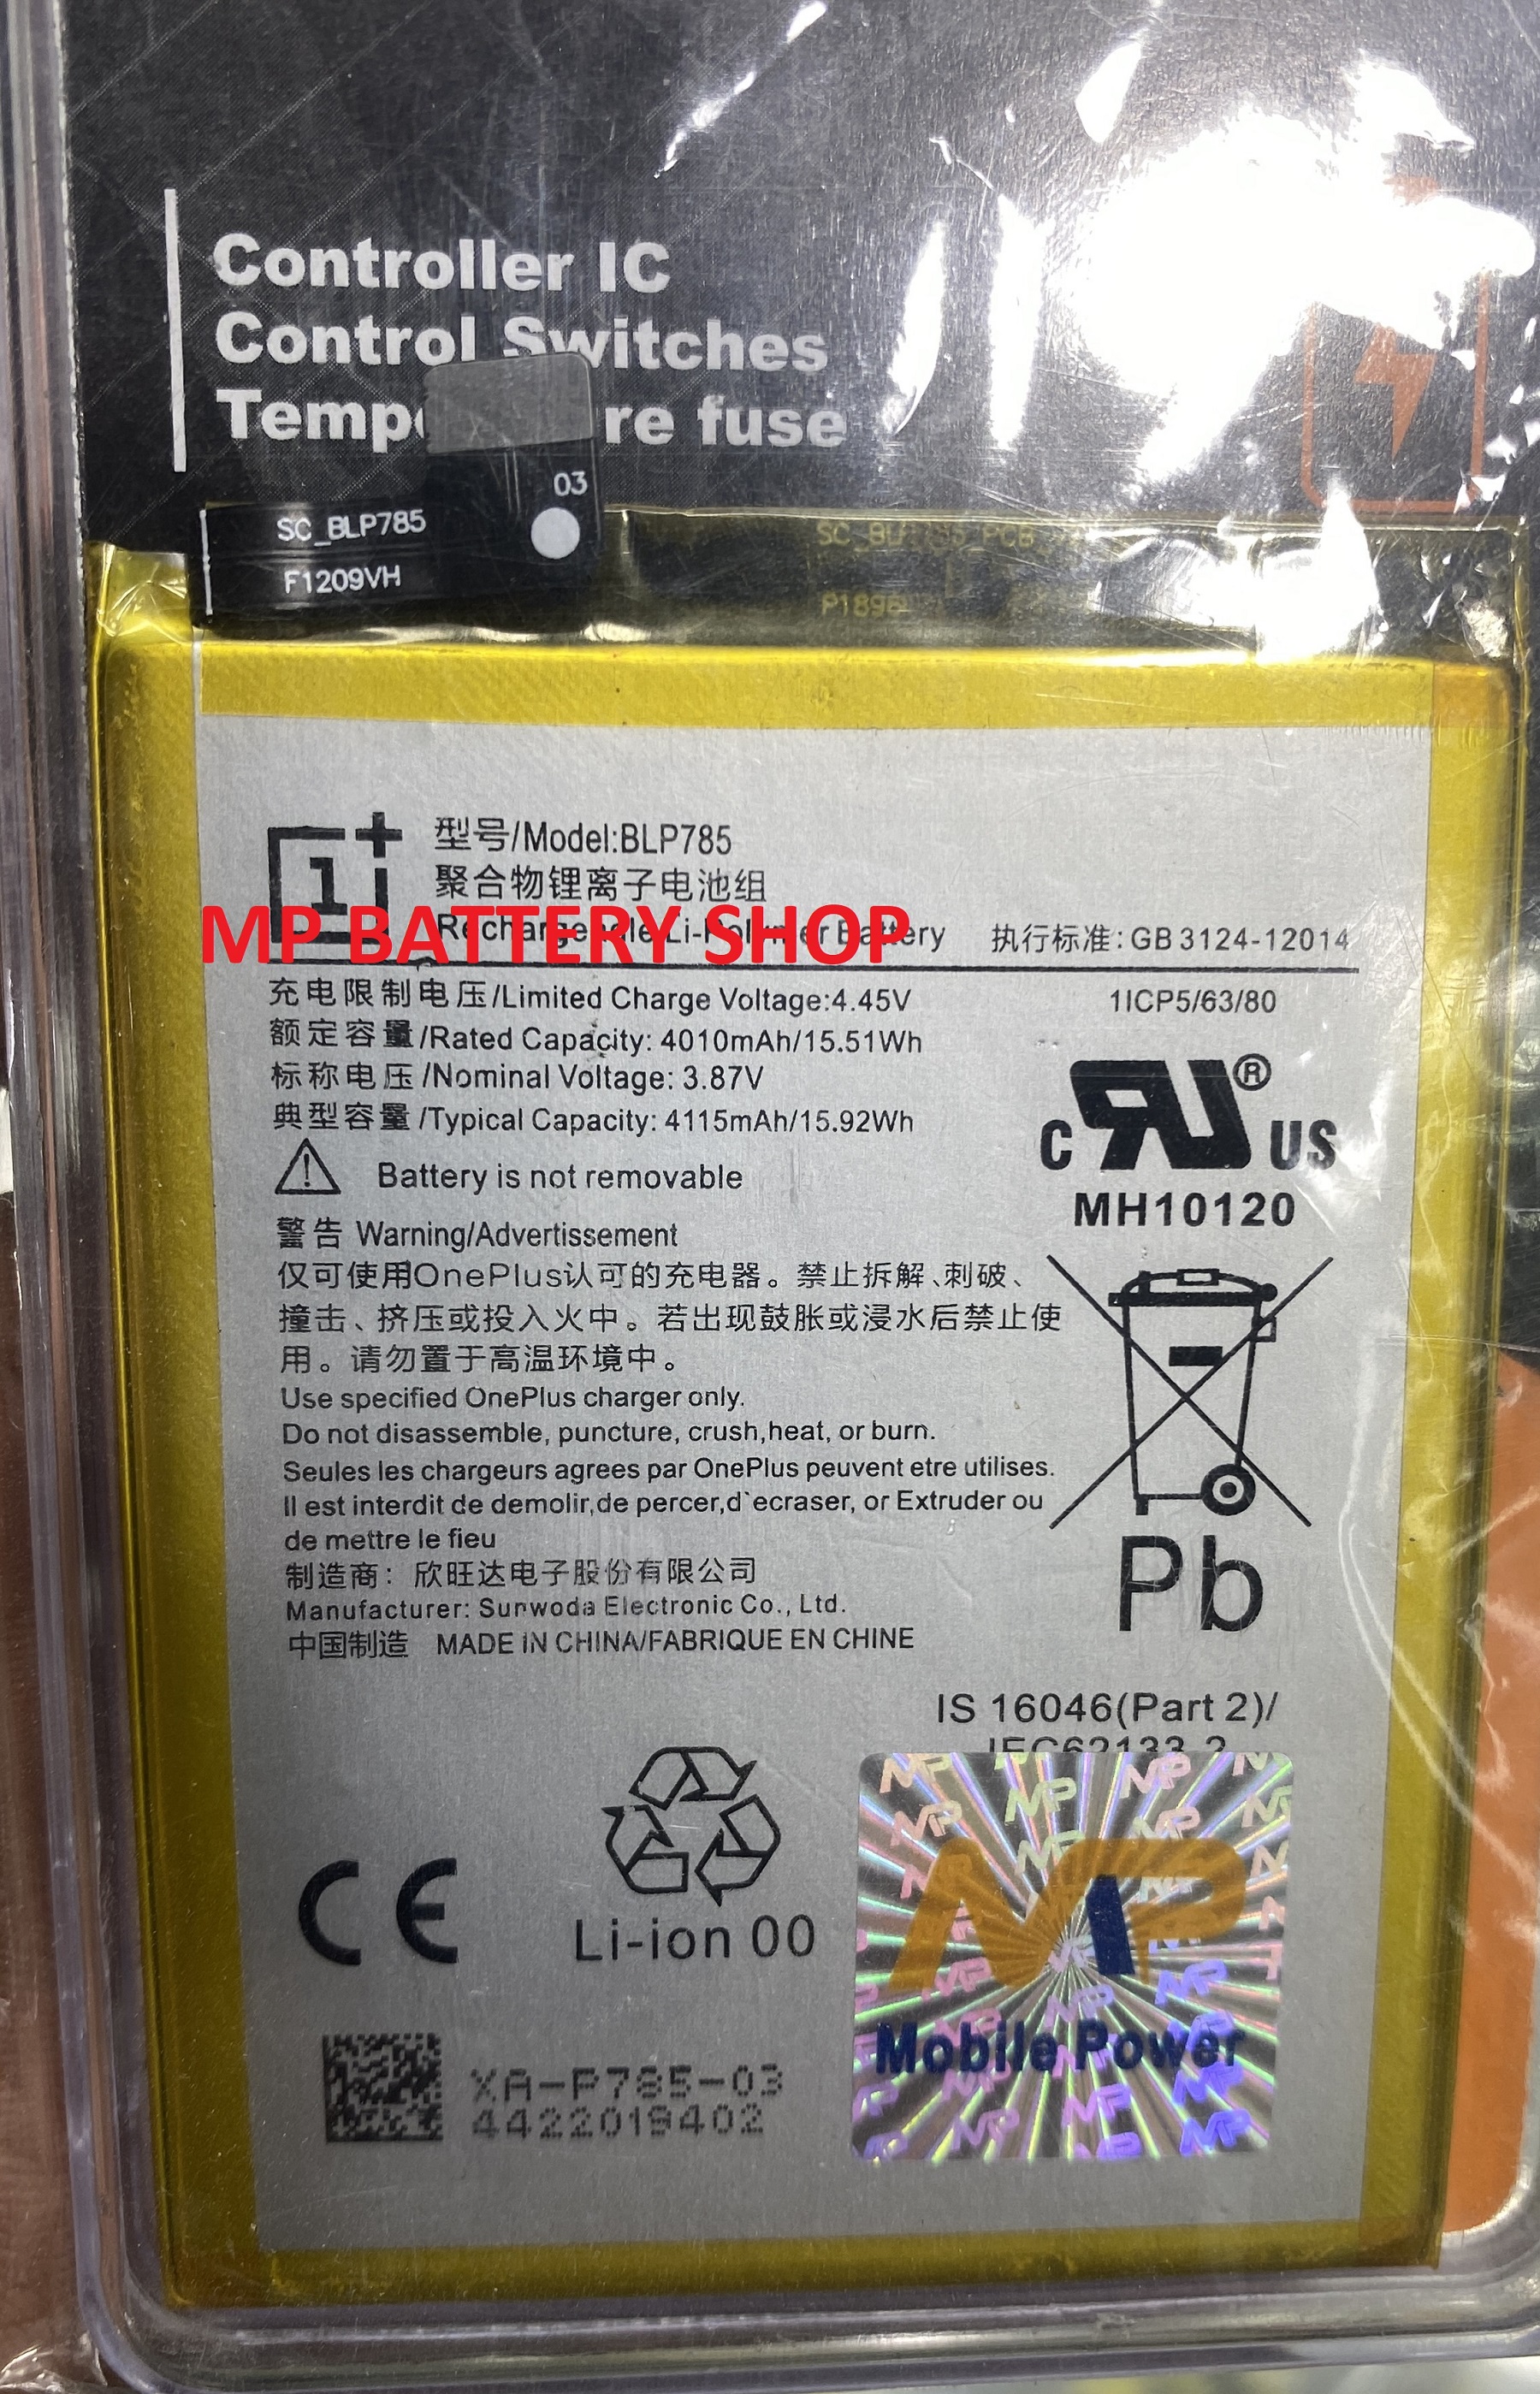 Controller IC
Control Switches
re fuse
03
SC_BLP785
F1209VH
型号/Model:BLP785
聚合物锂离子电池组
MP BATTERY SHOP
Rechargeable Li-Polymer Battery
执行标准:GB 3124-12014
充电限制电压/Limited Charge Voltage:4.45V
1ICP5/63/80
额定容量/Rated Capacity: 4010mAh/15.51Wh
标称电压/Nominal Voltage: 3.87V
典型容量/Typical Capacity: 4115mAh/15.92Wh
C RU® US
MH10120
Battery is not removable
警告 Warning/Advertissement
仅可使用OnePlus认可的充电器。禁止拆解、刺破、
撞击、挤压或投入火中。若出现鼓胀或浸水后禁止使
用。请勿置于高温环境中。
Use specified OnePlus charger only.
Do not disassemble, puncture, crush,heat, or burn.
Seules les chargeurs agrees par OnePlus peuvent etre utilises.
Il est interdit de demolir,de percer,d`ecraser, or Extruder ou
de mettre le fieu
Pb
制造商: 欣旺达电子股份有限公司
Manufacturer: Sunwoda Electronic Co., Ltd.
中国制造 MADE IN CHINA/FABRIQUE EN CHINE
IS 16046(Part 2)/
IEC62133-2
CE
Li-ion 00
MP
Mobile Power
XA-P785-03
4422019402